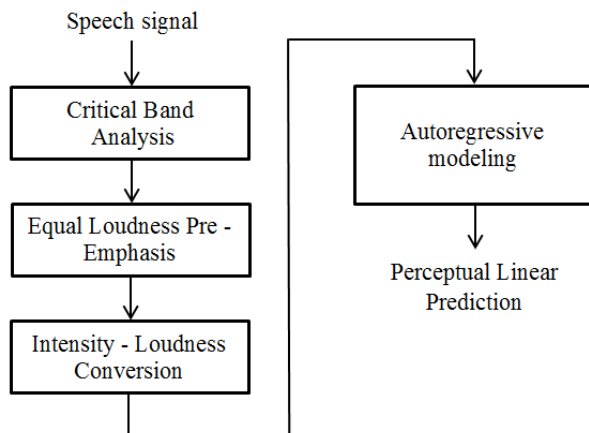 Speech signal
Critical Band
Analysis
Equal Loudness Pre -
Emphasis
Intensity - Loudness
Conversion
Autoregressive
modeling
Perceptual Linear
Prediction